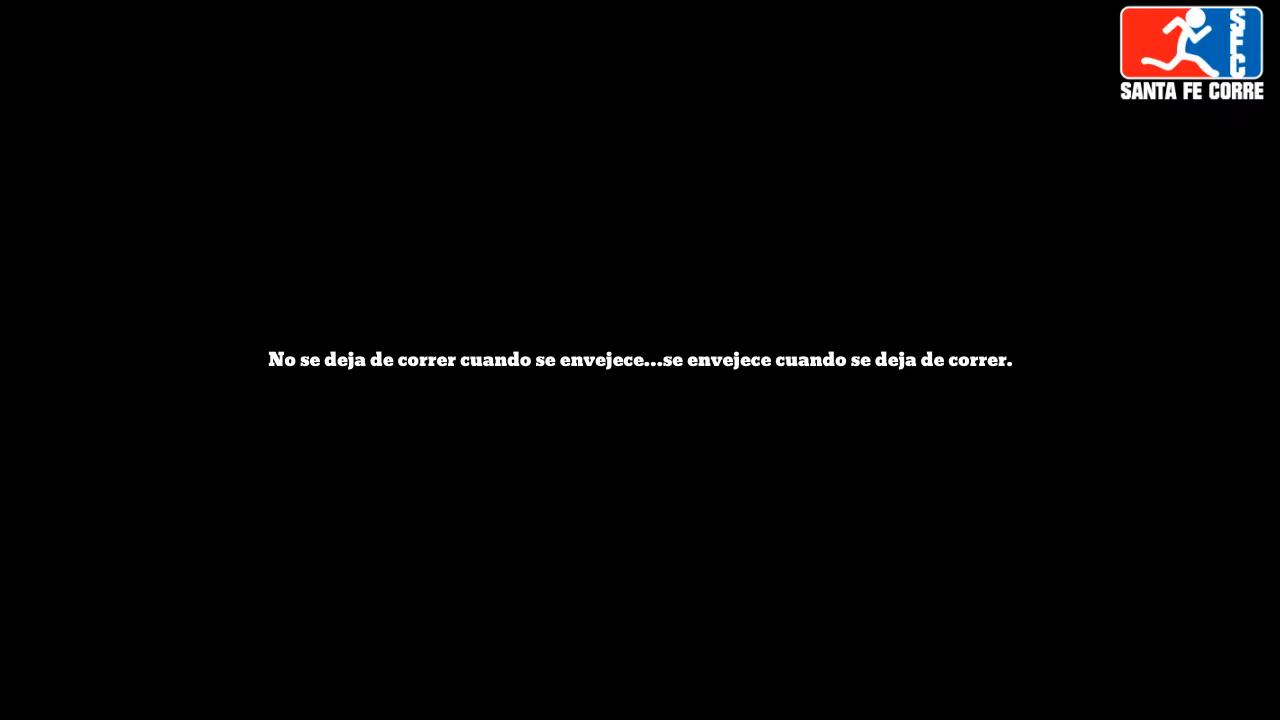 SFC
SANTA FE CORRE
No se deja de correr cuando se envejece...se envejece cuando se deja de correr.